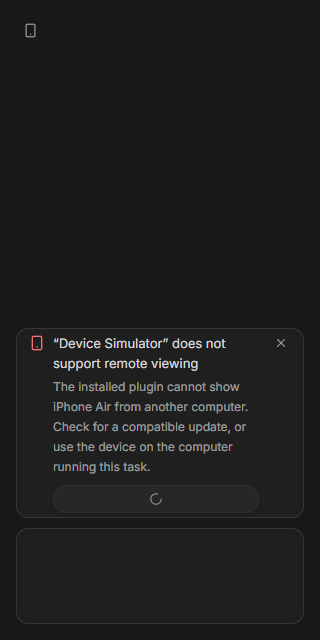 “Device Simulator” does not
support remote viewing
The installed plugin cannot show
iPhone Air from another computer.
Check for a compatible update, or
use the device on the computer
running this task.